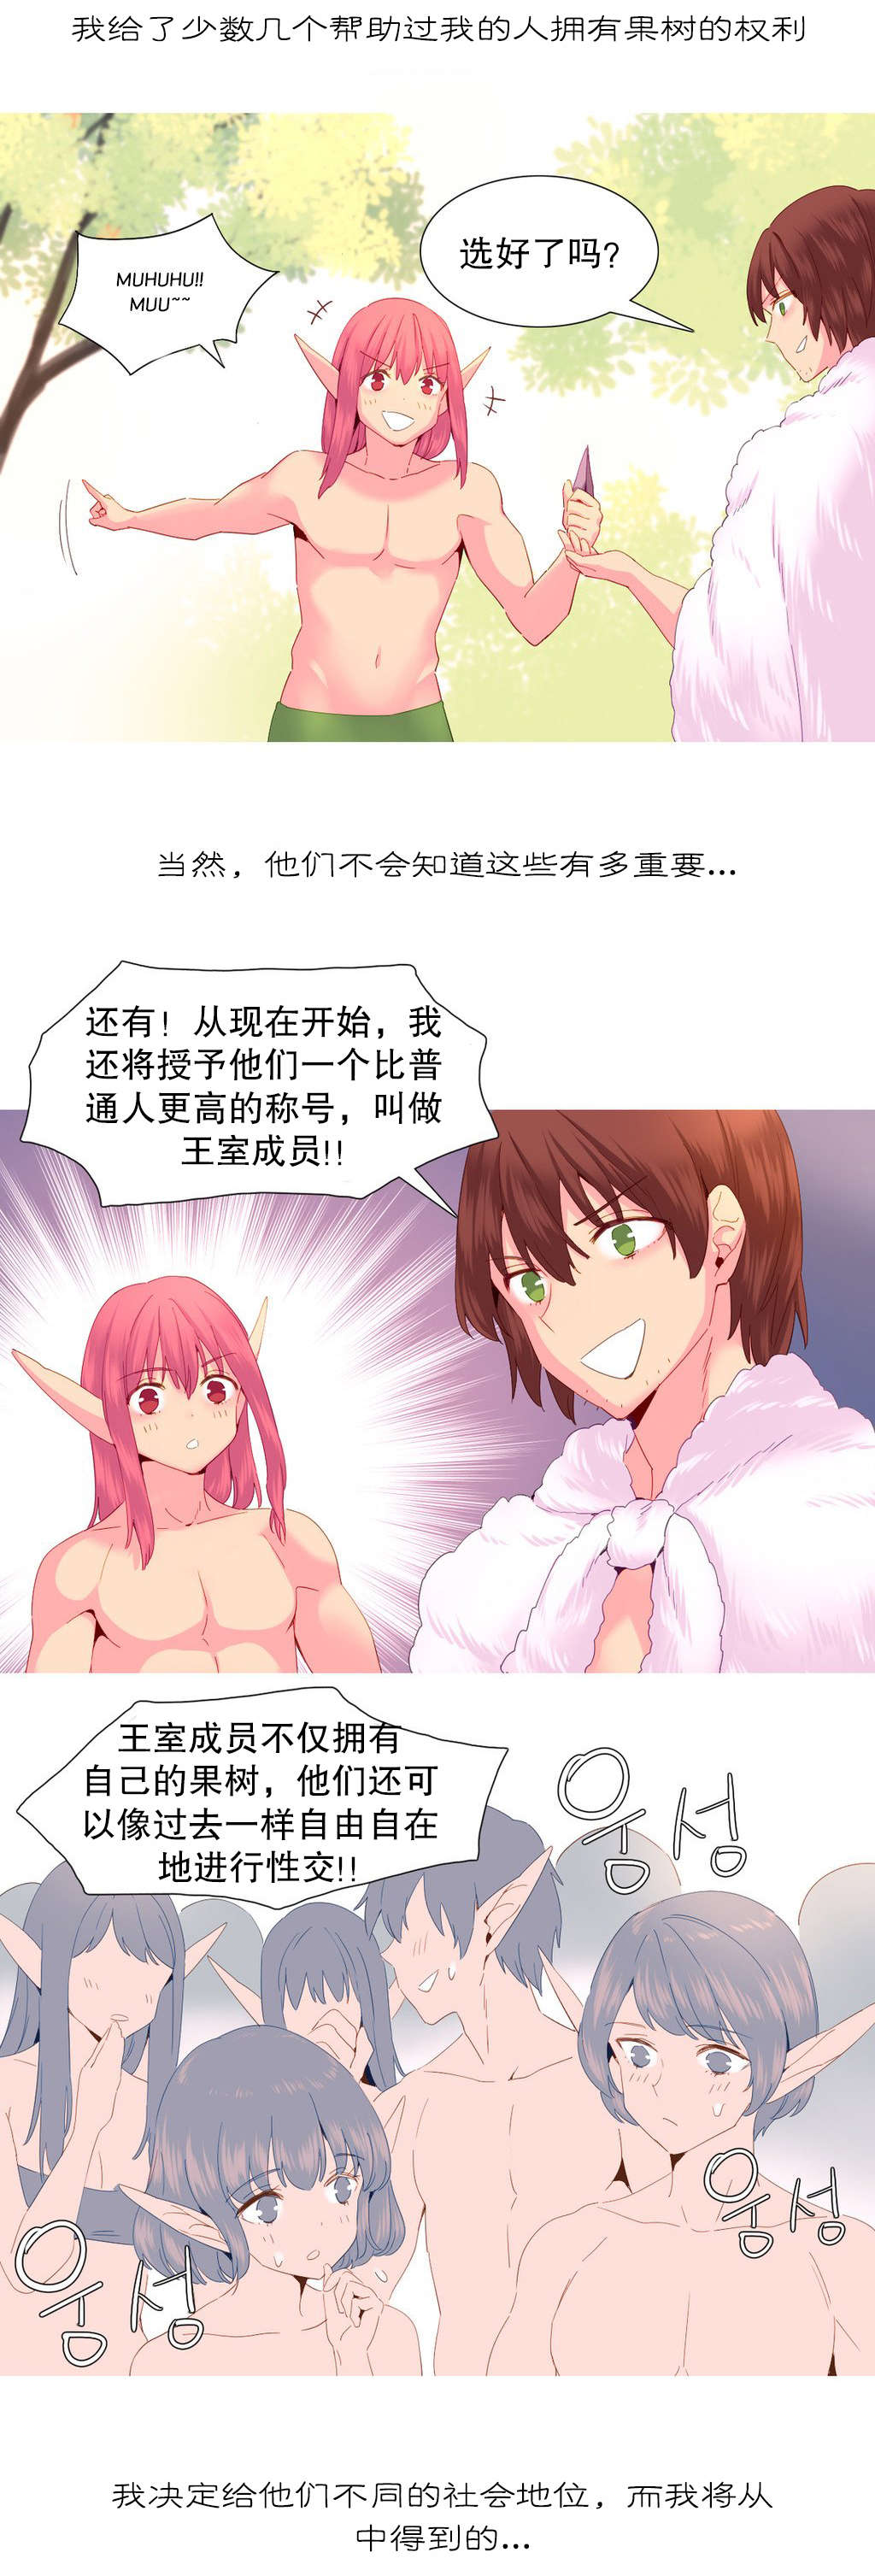 我给了少数几个帮助过我的人拥有果树的权利
选好了吗?
MUHUHU!!
MUU~~
当然，他们不会知道这些有多重要...
还有！从现在开始，我
还将授予他们一个比普
通人更高的称号，叫做
王室成员!!
王室成员不仅拥有
自己的果树，他们还可
以像过去一样自由自在
地进行性交!!
웅성
웅성
웅성
我决定给他们不同的社会地位，而我将从
中得到的...